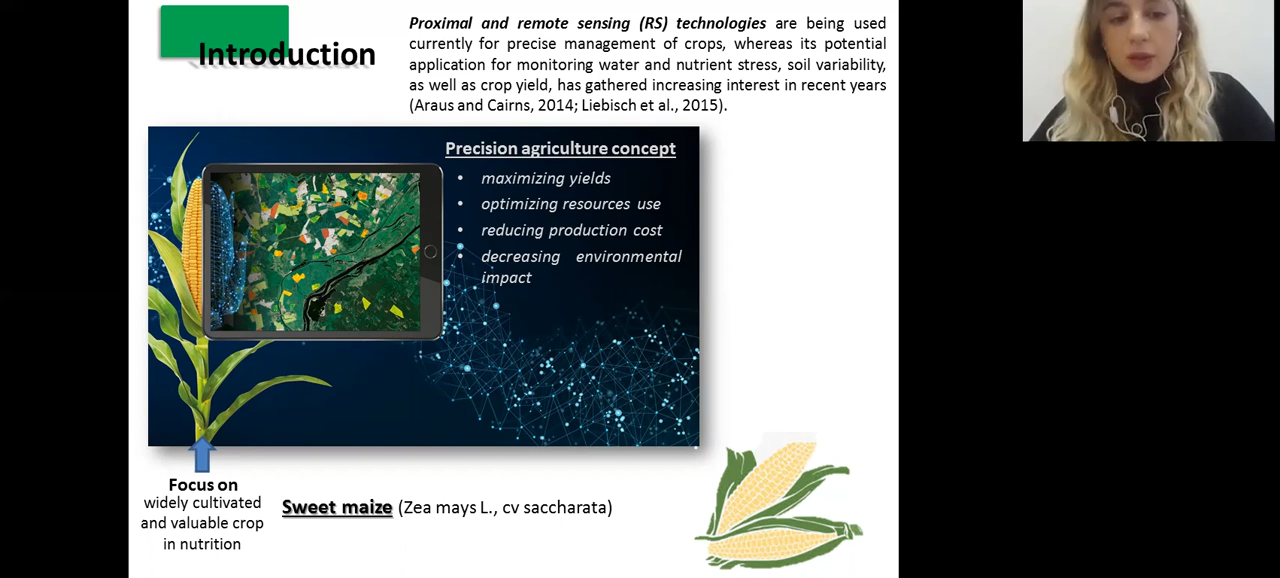 Introduction
Proximal and remote sensing (RS) technologies are being used
currently for precise management of crops, whereas its potential
application for monitoring water and nutrient stress, soil variability,
as well as crop yield, has gathered increasing interest in recent years
(Araus and Cairns, 2014; Liebisch et al., 2015).
Precision agriculture concept
• maximizing yields
• optimizing resources use
• reducing production cost
• decreasing environmental
impact
Focus on
widely cultivated
and valuable crop
in nutrition
Sweet maize (Zea mays L., cv saccharata)